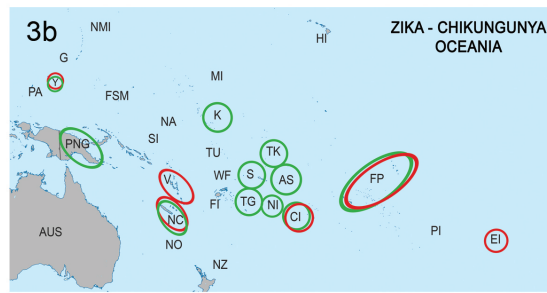 3b
NMI
HI
ZIKA - CHIKUNGUNYA
OCEANIA
G
Y
PA
FSM
MI
K
NA
SI
PNG
TU
TK
WF
S
AS
FP
V
FI
TG
NI
CI
NC
AUS
NO
PI
EI
NZ